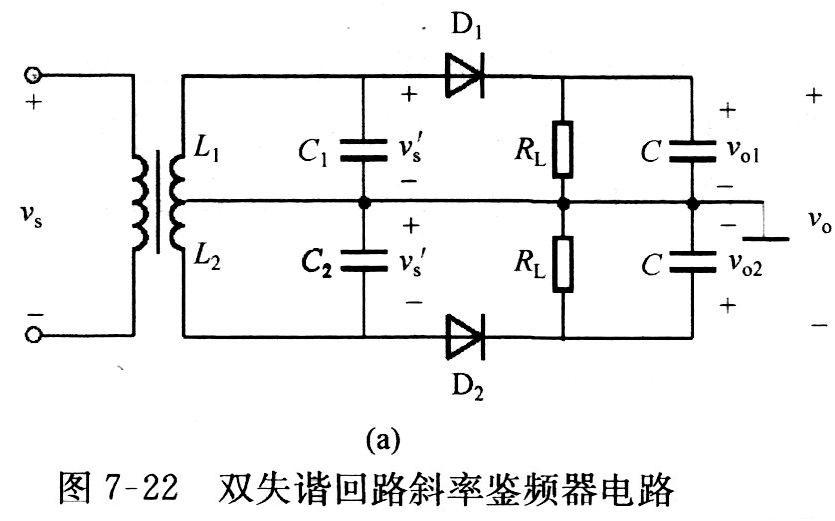 D₁
+ + + +
L₁ C₁ vₛ′ R_L C v_o1
− −
vₛ v_o
+ −
L₂ C₂ vₛ′ R_L C v_o2
− − + −
D₂
(a)
图 7-22 双失谐回路斜率鉴频器电路